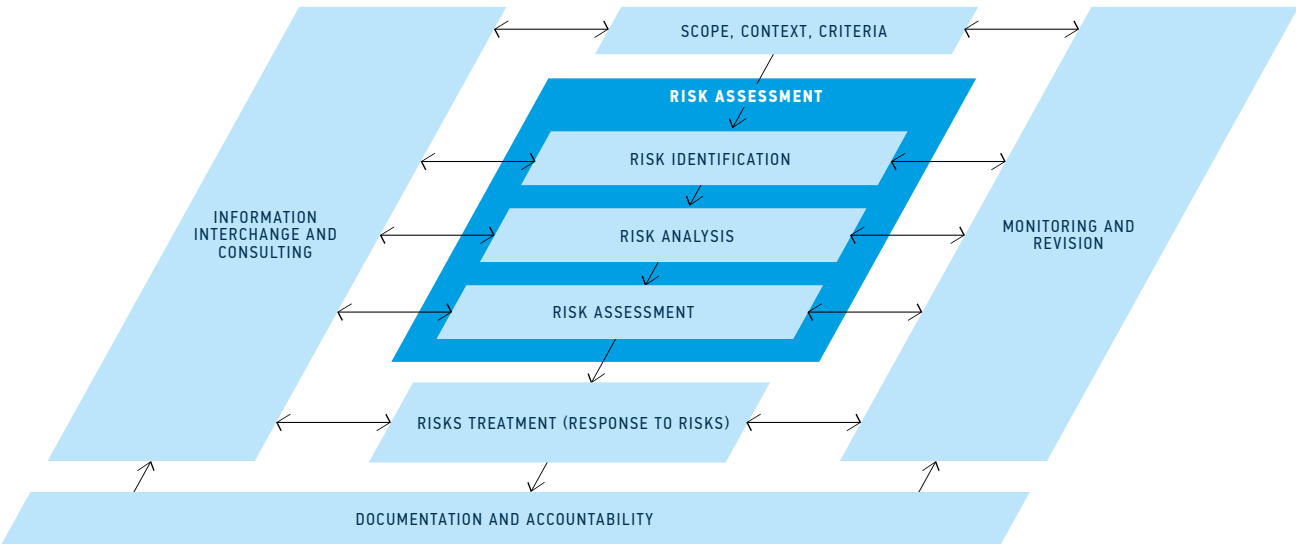 SCOPE, CONTEXT, CRITERIA
RISK ASSESSMENT
RISK IDENTIFICATION
RISK ANALYSIS
RISK ASSESSMENT
INFORMATION
INTERCHANGE AND
CONSULTING
MONITORING AND
REVISION
RISKS TREATMENT (RESPONSE TO RISKS)
DOCUMENTATION AND ACCOUNTABILITY